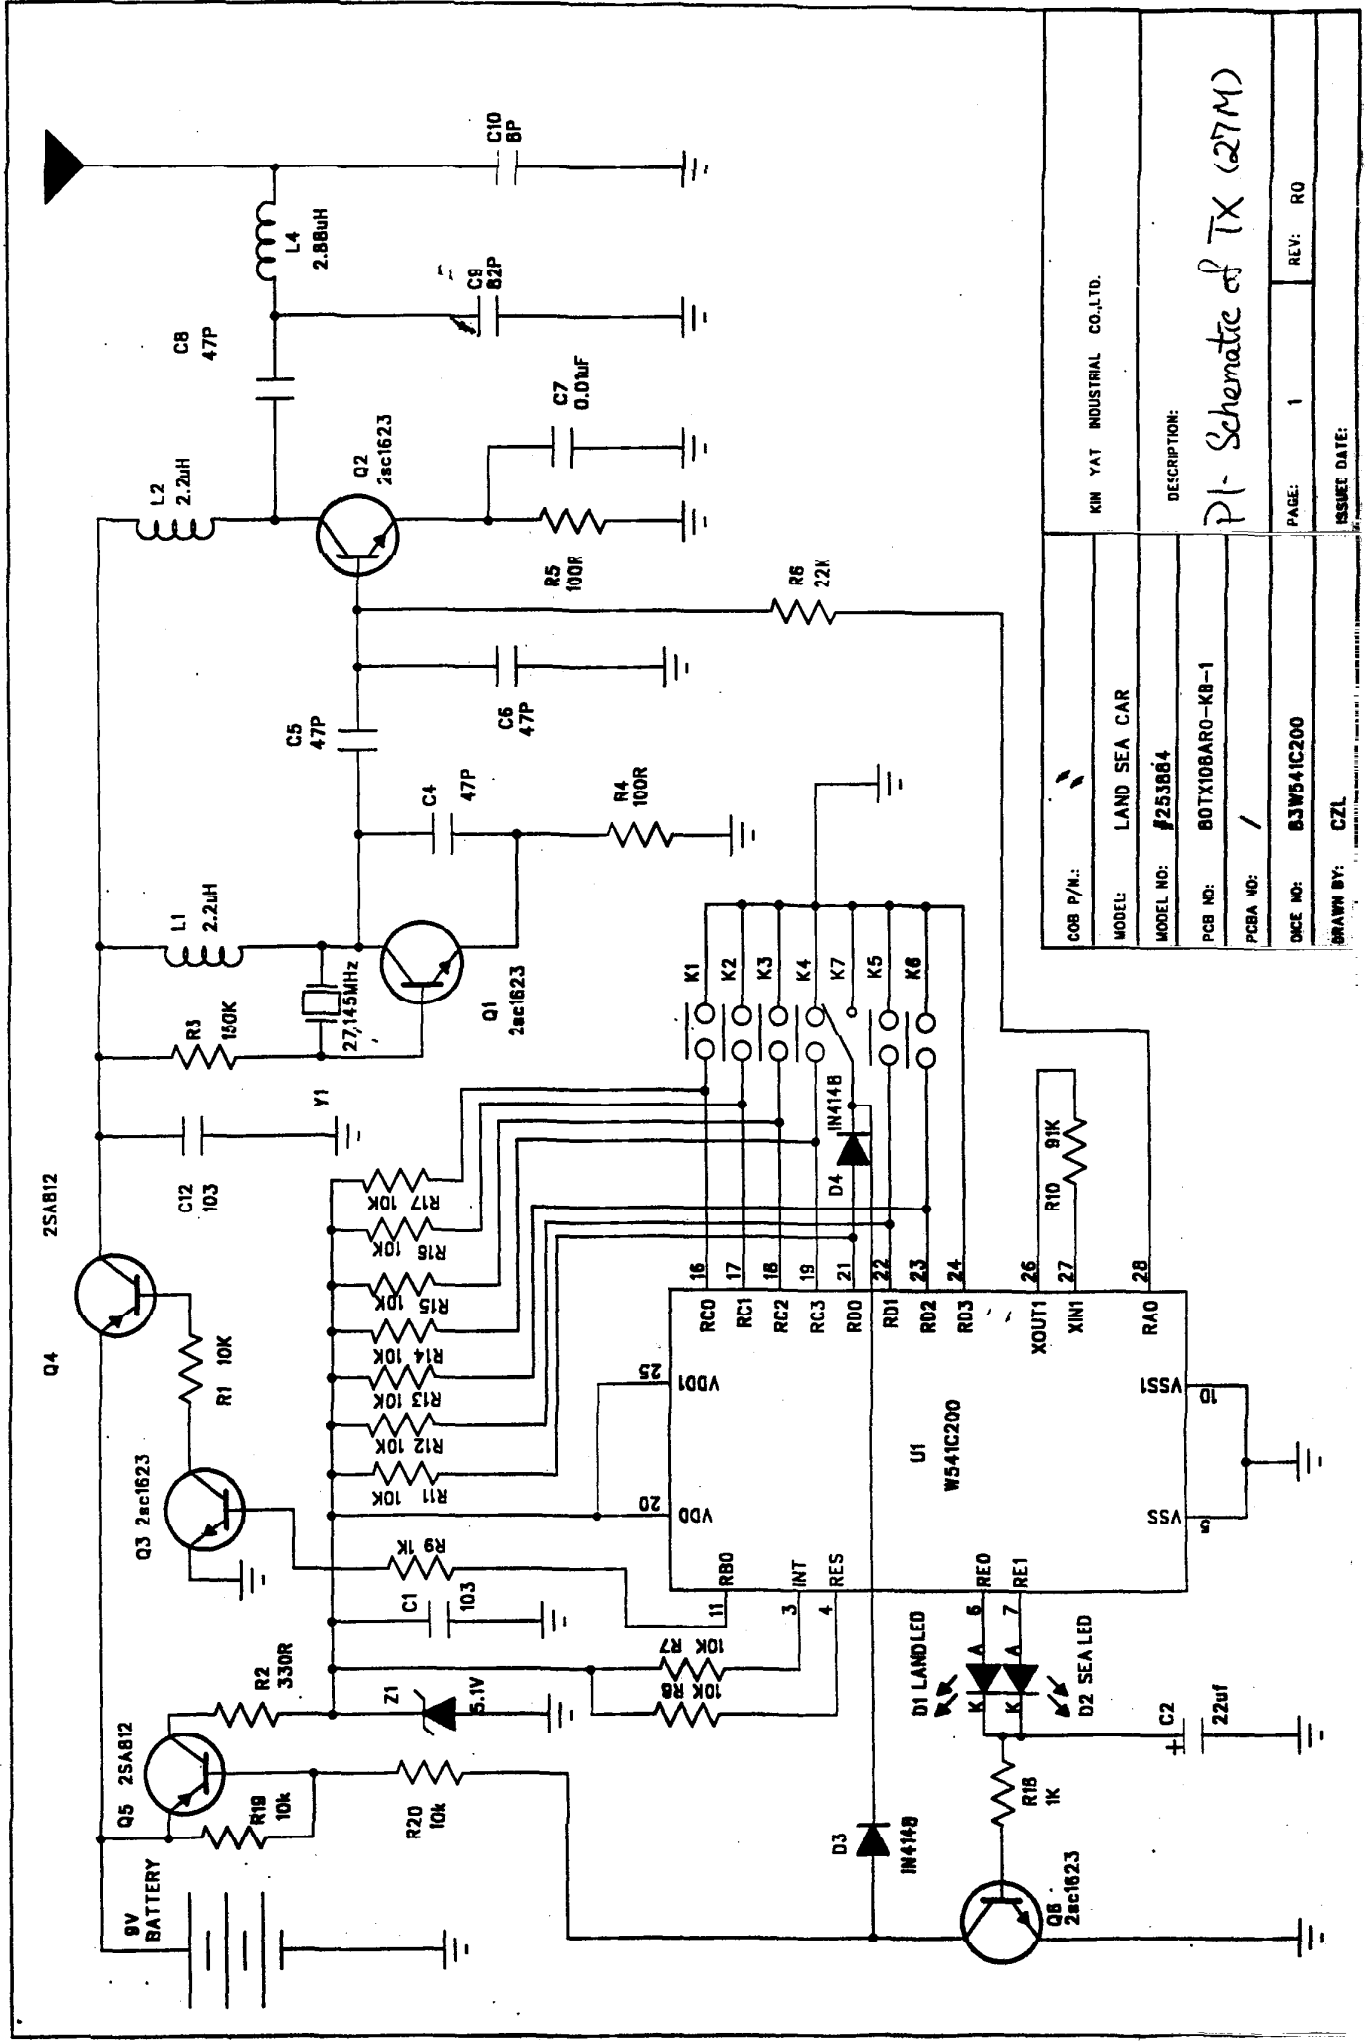 9V
BATTERY
Q5
2SA812
R19
10k
R20
10k
R2
330R
Z1
5.1V
C1
103
R9 1K
Q3 2sc1623
R1
10K
Q4
2SA812
C12
103
Y1
R3
27.145MHz
L1
2.2uH
Q1
2sc1623
C4
47P
R4
100R
C5
47P
C6
47P
L2
2.2uH
Q2
2sc1623
R5
100R
C7
0.01uF
R6
22K
C8
47P
C9
82P
L4
2.88uH
C10
8P
R11 10K
R12 10K
R13 10K
R14 10K
R15 10K
R16 10K
R17 10K
10K R7
10K R8
K1
K2
K3
K4
K7
K5
K6
D4
IN4148
D3
IN4148
RC0 16
RC1 17
RC2 18
RC3 19
RD0 21
RD1 22
RD2 23
RD3 24
XOUT1 26
XIN1 27
RA0 28
R10 91K
VDD 20
VDD1 25
11 RB0
3 INT
4 RES
6 RE0
7 RE1
U1
W541C200
VSS 5
VSS1 10
D1 LAND LED
K A
K A
D2 SEA LED
R18
1K
C2
+
22uf
Q6
2sc1623
COB P/N.:
KIN YAT INDUSTRIAL CO.,LTD.
MODEL: LAND SEA CAR
MODEL NO: #253884
DESCRIPTION:
P1- Schematic of TX (27M)
PCB NO: BOTX108ARO-KB-1
PCBA NO: /
DICE NO: B3W541C200
PAGE: 1
REV: R0
DRAWN BY: CZL
ISSUEE DATE: